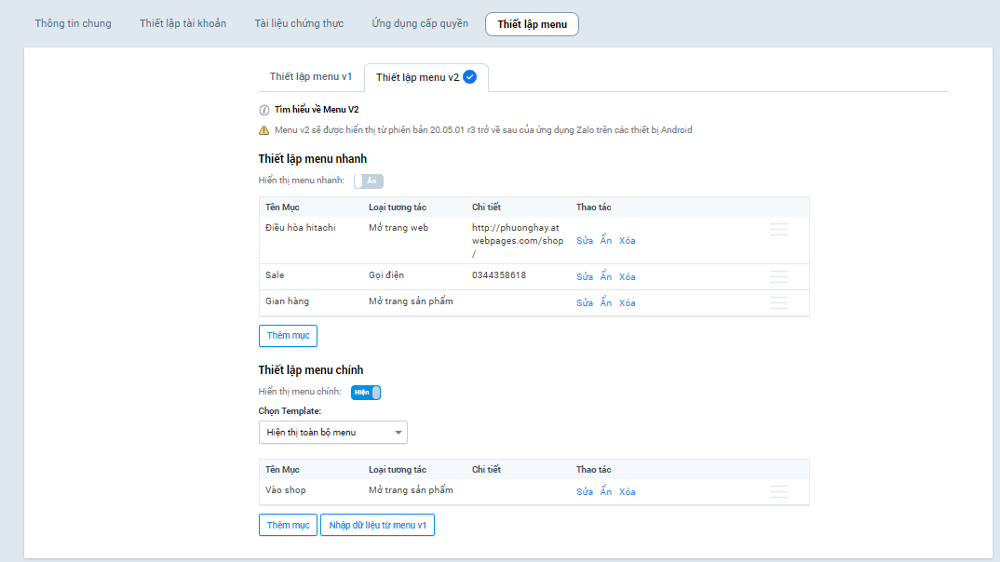 Thông tin chung Thiết lập tài khoản Tài liệu chứng thực Ứng dụng cấp quyền Thiết lập menu
Thiết lập menu v1 Thiết lập menu v2
Tìm hiểu về Menu V2
Menu v2 sẽ được hiển thị từ phiên bản 20.05.01 r3 trở về sau của ứng dụng Zalo trên các thiết bị Android
Thiết lập menu nhanh
Hiển thị menu nhanh: Ẩn
Tên Mục Loại tương tác Chi tiết Thao tác
Điều hòa hitachi Mở trang web http://phuonghay.at
webpages.com/shop Sửa Ẩn Xóa
/
Sale Gọi điện 0344358618 Sửa Ẩn Xóa
Gian hàng Mở trang sản phẩm Sửa Ẩn Xóa
Thêm mục
Thiết lập menu chính
Hiển thị menu chính: Hiện
Chọn Template:
Hiện thị toàn bộ menu
Tên Mục Loại tương tác Chi tiết Thao tác
Vào shop Mở trang sản phẩm Sửa Ẩn Xóa
Thêm mục Nhập dữ liệu từ menu v1